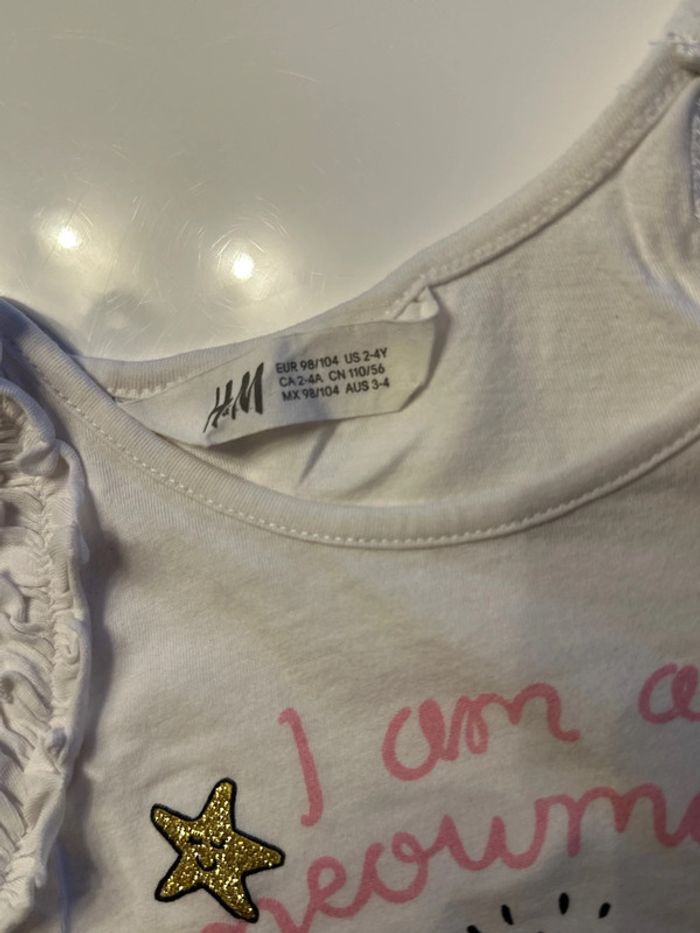 H&M
EUR 98/104 US 2-4Y
CA 2-4A CN 110/56
MX 98/104 AUS 3-4
I am a